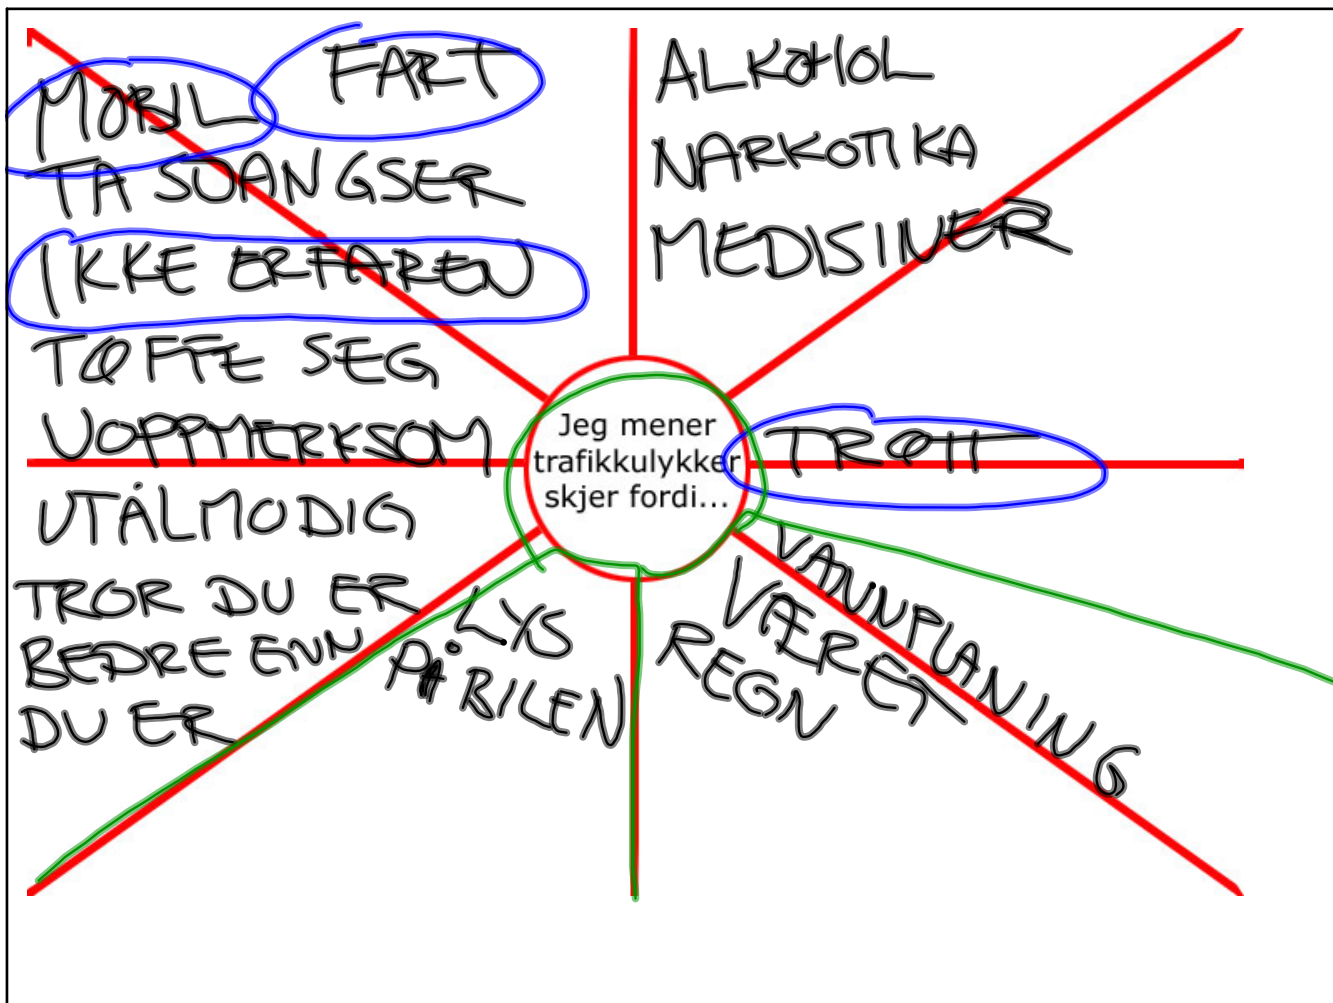 MOBIL
FART
TA SJANGSER
IKKE ERFAREN
TØFFE SEG
UOPPMERKSOM
UTÅLMODIG
TROR DU ER
BEDRE ENN
DU ER
ALKOHOL
NARKOTIKA
MEDISINER
Jeg mener
trafikkulykker
skjer fordi...
TRØTT
LYS
PÅ BILEN
VANNPLANING
VÆRET
REGN